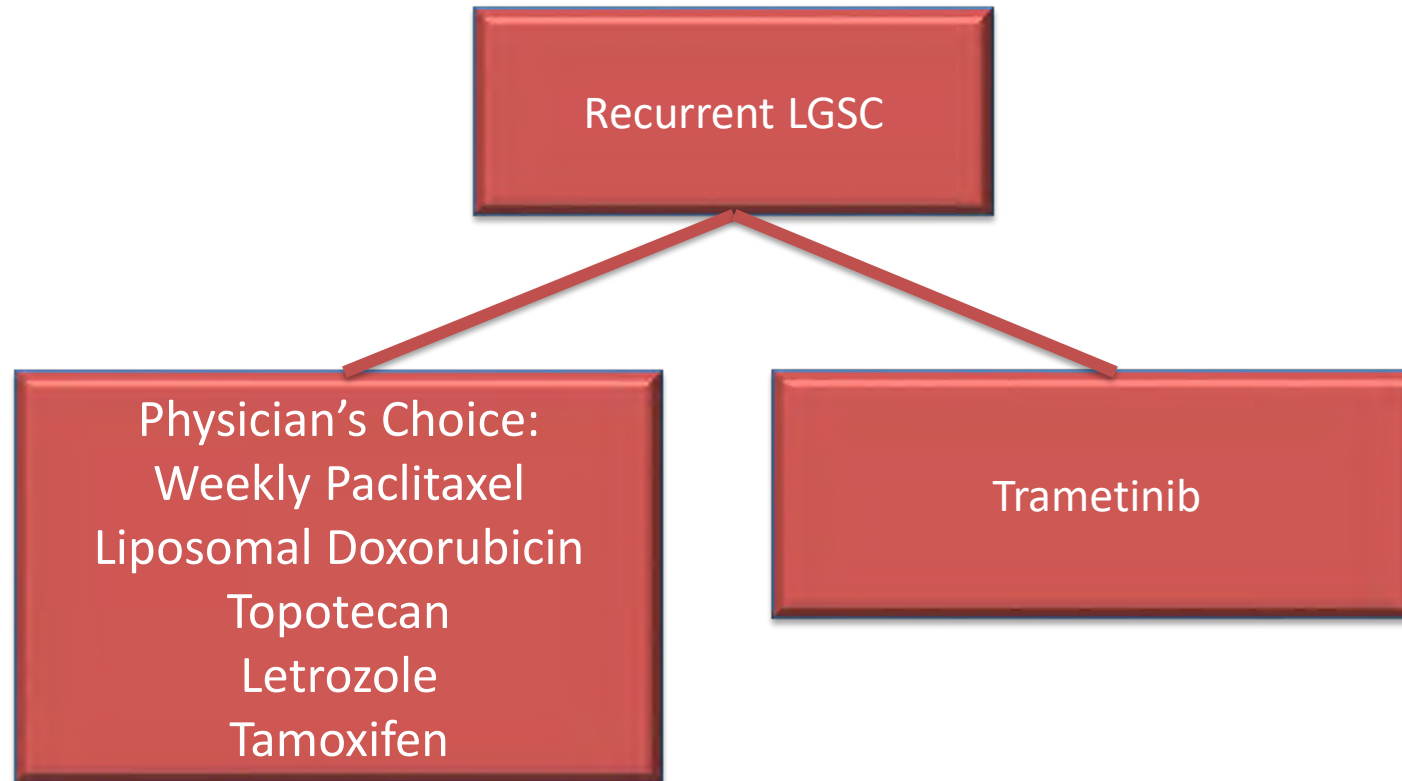 Recurrent LGSC
Physician’s Choice:
Weekly Paclitaxel
Liposomal Doxorubicin
Topotecan
Letrozole
Tamoxifen
Trametinib